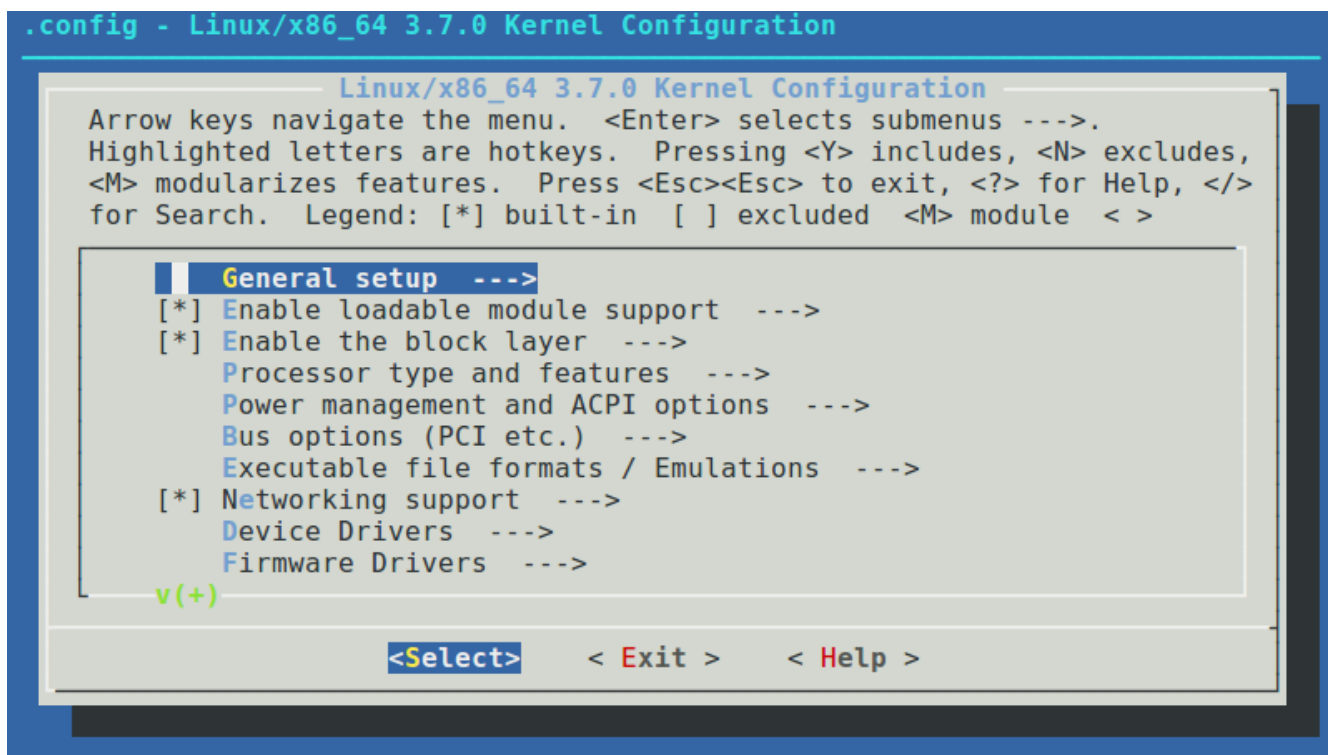 .config - Linux/x86_64 3.7.0 Kernel Configuration
Linux/x86_64 3.7.0 Kernel Configuration
Arrow keys navigate the menu.  <Enter> selects submenus --->.
Highlighted letters are hotkeys.  Pressing <Y> includes, <N> excludes,
<M> modularizes features.  Press <Esc><Esc> to exit, <?> for Help, </>
for Search.  Legend: [*] built-in  [ ] excluded  <M> module  < >
General setup  --->
[*] Enable loadable module support  --->
[*] Enable the block layer  --->
Processor type and features  --->
Power management and ACPI options  --->
Bus options (PCI etc.)  --->
Executable file formats / Emulations  --->
[*] Networking support  --->
Device Drivers  --->
Firmware Drivers  --->
v(+)
<Select>    < Exit >    < Help >